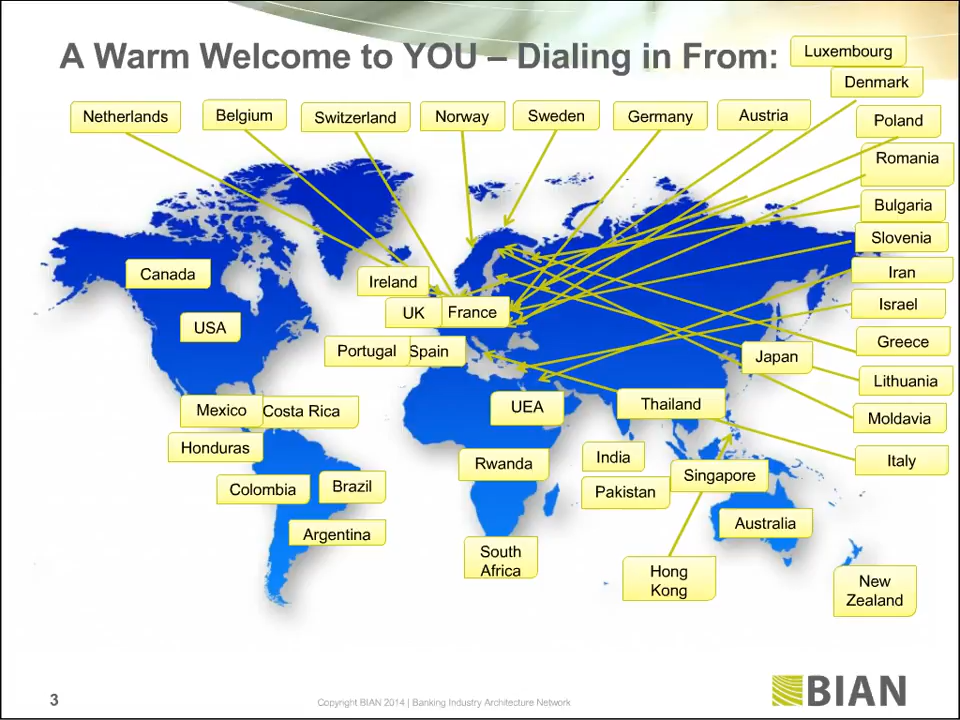 A Warm Welcome to YOU – Dialing in From:
Luxembourg
Denmark
Netherlands
Belgium
Switzerland
Norway
Sweden
Germany
Austria
Poland
Romania
Bulgaria
Slovenia
Iran
Israel
Greece
Lithuania
Moldavia
Italy
Canada
USA
Ireland
UK
France
Portugal
Spain
Japan
Mexico
Costa Rica
UEA
Thailand
Honduras
Rwanda
India
Singapore
Colombia
Brazil
Pakistan
Argentina
Australia
South
Africa
Hong
Kong
New
Zealand
3
Copyright BIAN 2014 | Banking Industry Architecture Network
BIAN